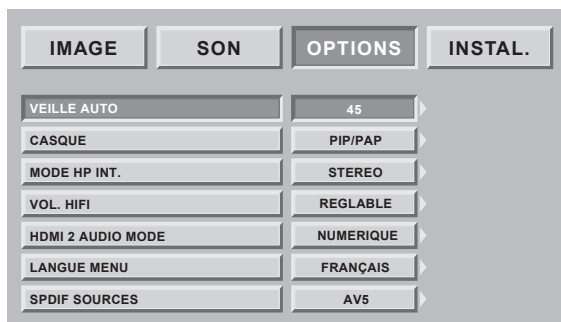 IMAGE SON OPTIONS INSTAL.
VEILLE AUTO 45
CASQUE PIP/PAP
MODE HP INT. STEREO
VOL. HIFI REGLABLE
HDMI 2 AUDIO MODE NUMERIQUE
LANGUE MENU FRANÇAIS
SPDIF SOURCES AV5